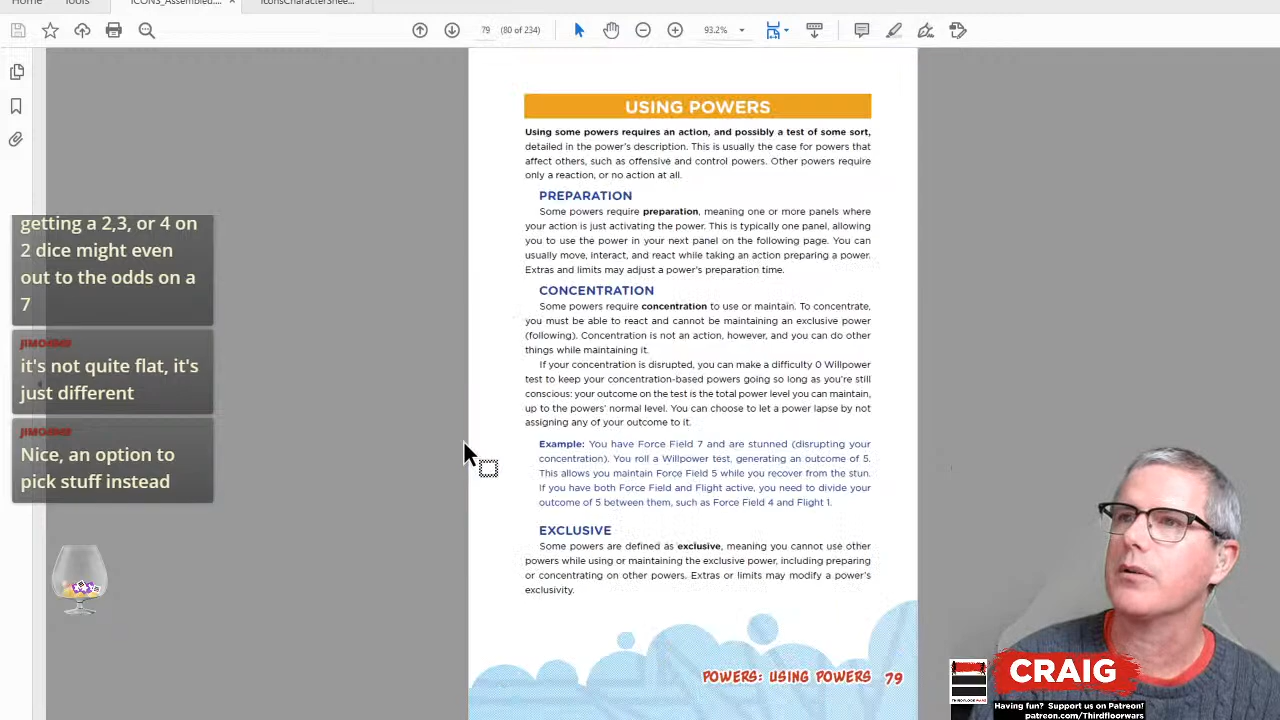 Home
Tools
ICONS_Assembled....
IconsCharacterShee...
79
(80 of 234)
93.2%
USING POWERS
Using some powers requires an action, and possibly a test of some sort,
detailed in the power's description. This is usually the case for powers that
affect others, such as offensive and control powers. Other powers require
only a reaction, or no action at all.
PREPARATION
Some powers require preparation, meaning one or more panels where
your action is just activating the power. This is typically one panel, allowing
you to use the power in your next panel on the following page. You can
usually move, interact, and react while taking an action preparing a power.
Extras and limits may adjust a power's preparation time.
CONCENTRATION
Some powers require concentration to use or maintain. To concentrate,
you must be able to react and cannot be maintaining an exclusive power
(following). Concentration is not an action, however, and you can do other
things while maintaining it.
If your concentration is disrupted, you can make a difficulty 0 Willpower
test to keep your concentration-based powers going so long as you're still
conscious: your outcome on the test is the total power level you can maintain,
up to the powers' normal level. You can choose to let a power lapse by not
assigning any of your outcome to it.
Example: You have Force Field 7 and are stunned (disrupting your
concentration). You roll a Willpower test, generating an outcome of 5.
This allows you maintain Force Field 5 while you recover from the stun.
If you have both Force Field and Flight active, you need to divide your
outcome of 5 between them, such as Force Field 4 and Flight 1.
EXCLUSIVE
Some powers are defined as exclusive, meaning you cannot use other
powers while using or maintaining the exclusive power, including preparing
or concentrating on other powers. Extras or limits may modify a power's
exclusivity.
POWERS: USING POWERS 79
getting a 2,3, or 4 on
2 dice might even
out to the odds on a
7
it's not quite flat, it's
just different
Nice, an option to
pick stuff instead
CRAIG
Having fun? Support us on Patreon!
patreon.com/Thirdfloorwars